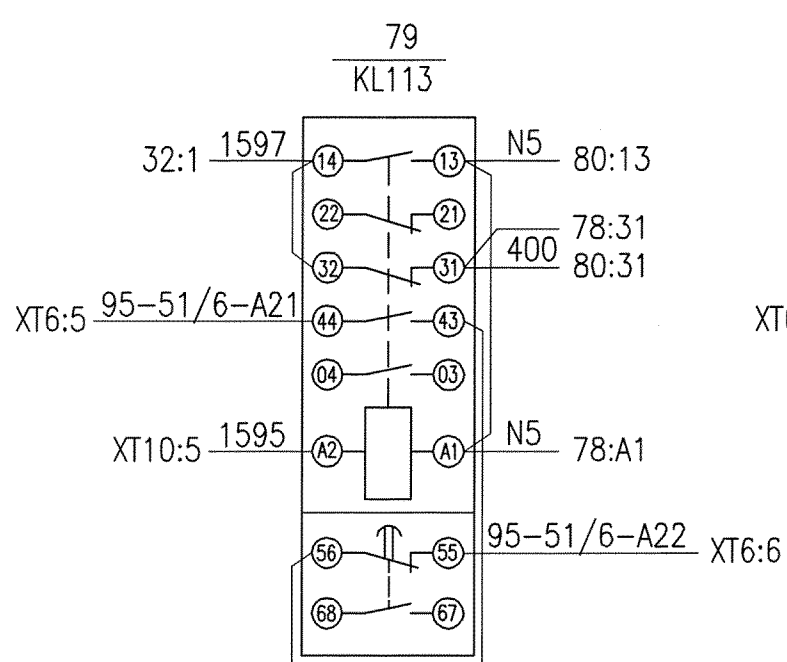 79
KL113
32:1 1597 14 13 N5 80:13
22 21 78:31
32 31 400 80:31
XT6:5 95-51/6-A21 44 43
04 03
XT10:5 1595 A2 A1 N5 78:A1
56 55 95-51/6-A22 XT6:6
68 67